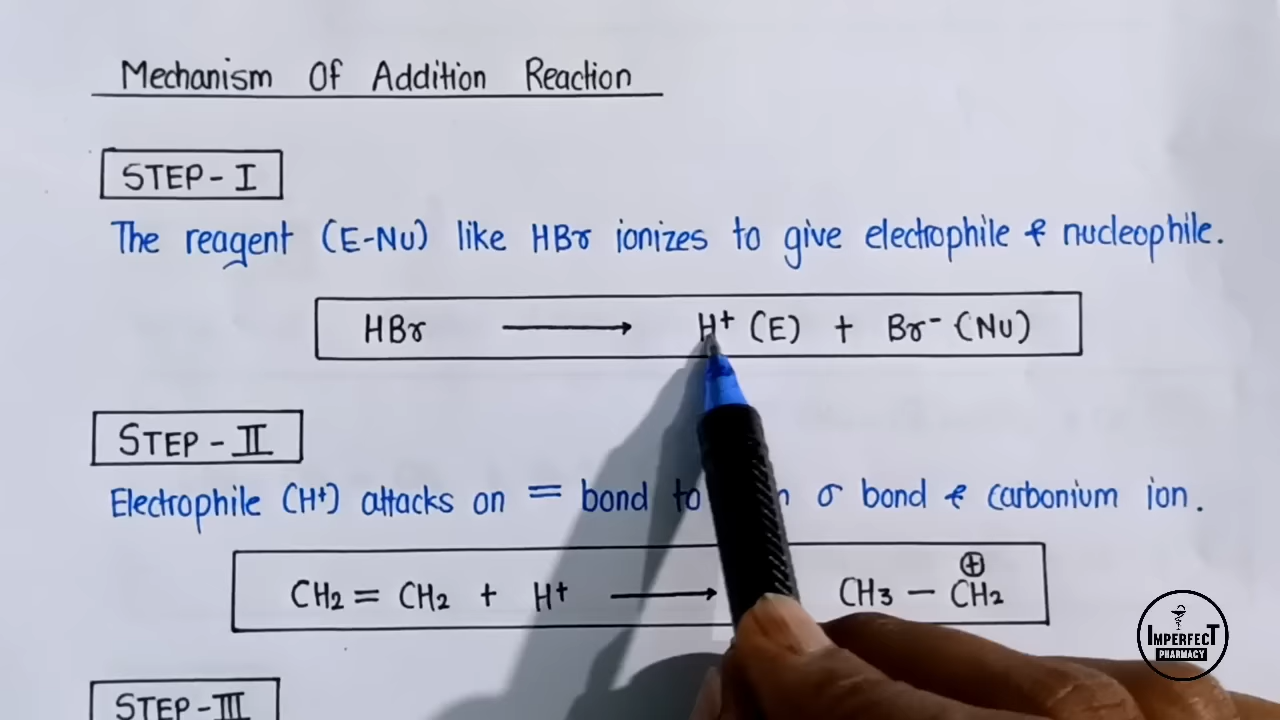 Mechanism Of Addition Reaction
STEP - I
The reagent (E-Nu) like HBr ionizes to give electrophile & nucleophile.
HBr ⟶ H⁺ (E) + Br⁻ (Nu)
STEP - II
Electrophile (H⁺) attacks on = bond to σ bond & carbonium ion.
CH₂ = CH₂ + H⁺ ⟶ CH₃ — C⊕H₂
STEP - III
IMPERFECT
PHARMACY